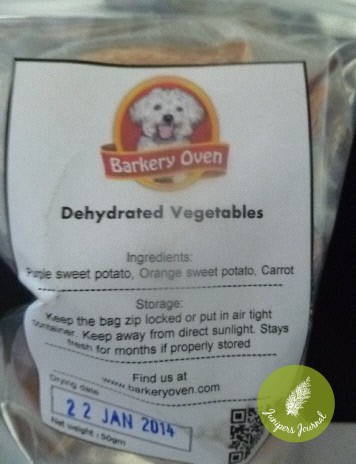 Barkery Oven
Dehydrated Vegetables
Ingredients:
Purple sweet potato, Orange sweet potato, Carrot
Storage:
Keep the bag zip locked or put in air tight
container. Keep away from direct sunlight. Stays
fresh for months if properly stored
Find us at
www.barkeryoven.com
Drying date
22 JAN 2014
Net weight : 50gm
Junipers Journal